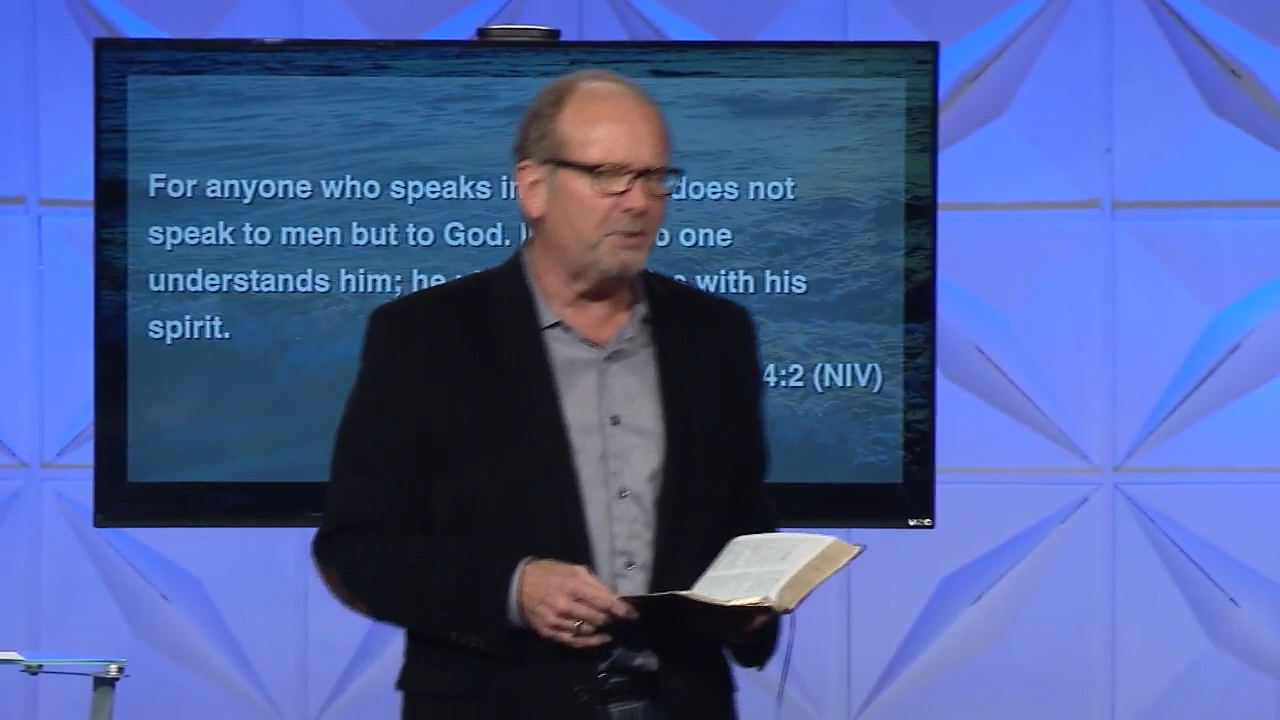 For anyone who speaks in does not
speak to men but to God. one
understands him; he with his
spirit.
4:2 (NIV)